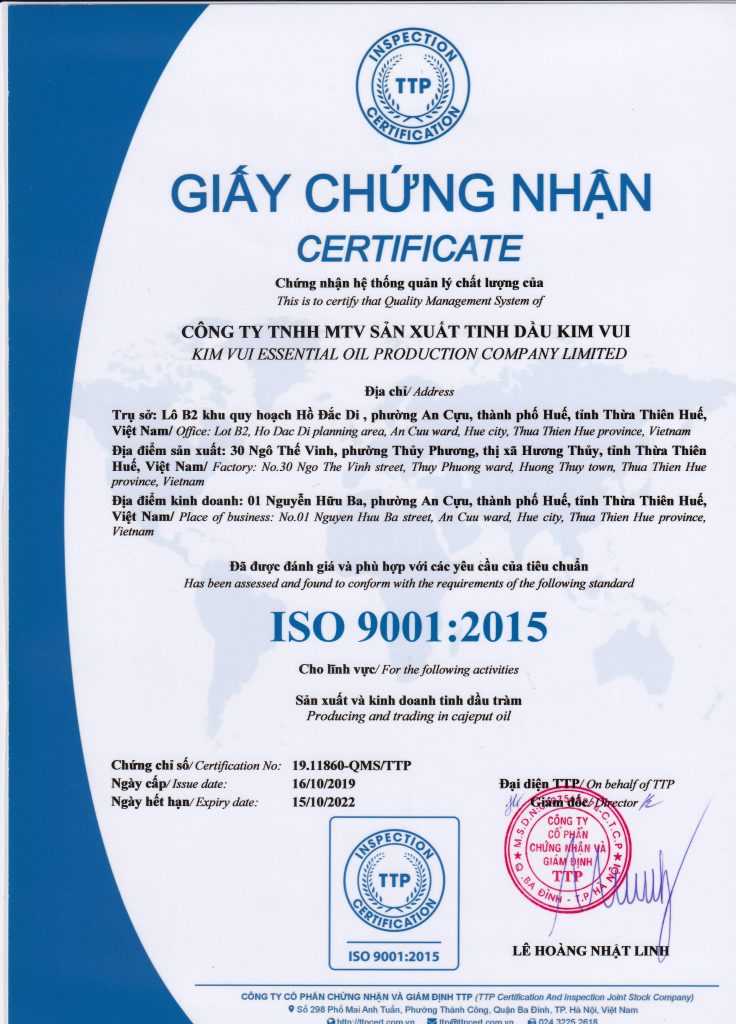 INSPECTION
TTP
CERTIFICATION
GIẤY CHỨNG NHẬN
CERTIFICATE
Chứng nhận hệ thống quản lý chất lượng của
This is to certify that Quality Management System of
CÔNG TY TNHH MTV SẢN XUẤT TINH DẦU KIM VUI
KIM VUI ESSENTIAL OIL PRODUCTION COMPANY LIMITED
Địa chỉ/ Address
Trụ sở: Lô B2 khu quy hoạch Hồ Đắc Di , phường An Cựu, thành phố Huế, tỉnh Thừa Thiên Huế,
Việt Nam/ Office: Lot B2, Ho Dac Di planning area, An Cuu ward, Hue city, Thua Thien Hue province, Vietnam
Địa điểm sản xuất: 30 Ngô Thế Vinh, phường Thủy Phương, thị xã Hương Thủy, tỉnh Thừa Thiên
Huế, Việt Nam/ Factory: No.30 Ngo The Vinh street, Thuy Phuong ward, Huong Thuy town, Thua Thien Hue
province, Vietnam
Địa điểm kinh doanh: 01 Nguyễn Hữu Ba, phường An Cựu, thành phố Huế, tỉnh Thừa Thiên Huế,
Việt Nam/ Place of business: No.01 Nguyen Huu Ba street, An Cuu ward, Hue city, Thua Thien Hue province,
Vietnam
Đã được đánh giá và phù hợp với các yêu cầu của tiêu chuẩn
Has been assessed and found to conform with the requirements of the following standard
ISO 9001:2015
Cho lĩnh vực/ For the following activities
Sản xuất và kinh doanh tinh dầu tràm
Producing and trading in cajeput oil
Chứng chỉ số/ Certification No: 19.11860-QMS/TTP
Ngày cấp/ Issue date: 16/10/2019
Đại diện TTP/ On behalf of TTP
Ngày hết hạn/ Expiry date: 15/10/2022
Giám đốc/ Director
INSPECTION
TTP
CERTIFICATION
ISO 9001:2015
M.S.D.N: C.T.C.P
CÔNG TY
CỔ PHẦN
CHỨNG NHẬN VÀ
GIÁM ĐỊNH
TTP
Q. BA ĐÌNH - T.P HÀ NỘI
LÊ HOÀNG NHẬT LINH
CÔNG TY CỔ PHẦN CHỨNG NHẬN VÀ GIÁM ĐỊNH TTP (TTP Certification And Inspection Joint Stock Company)
Số 298 Phố Mai Anh Tuấn, Phường Thành Công, Quận Ba Đình, TP. Hà Nội, Việt Nam
http://ttpcert.com.vn ttp@ttpcert.com.vn 024 3225 2618